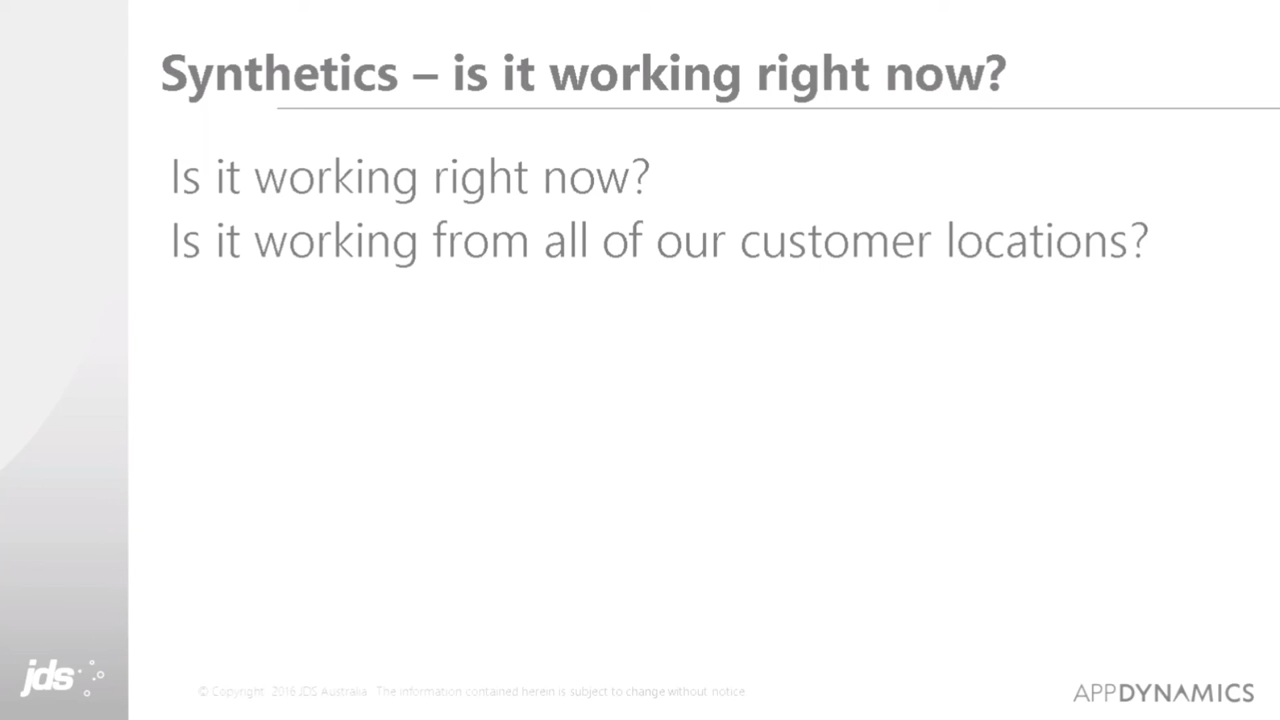 Synthetics – is it working right now?
Is it working right now?
Is it working from all of our customer locations?
jds
© Copyright 2016 JDS Australia The information contained herein is subject to change without notice
APPDYNAMICS